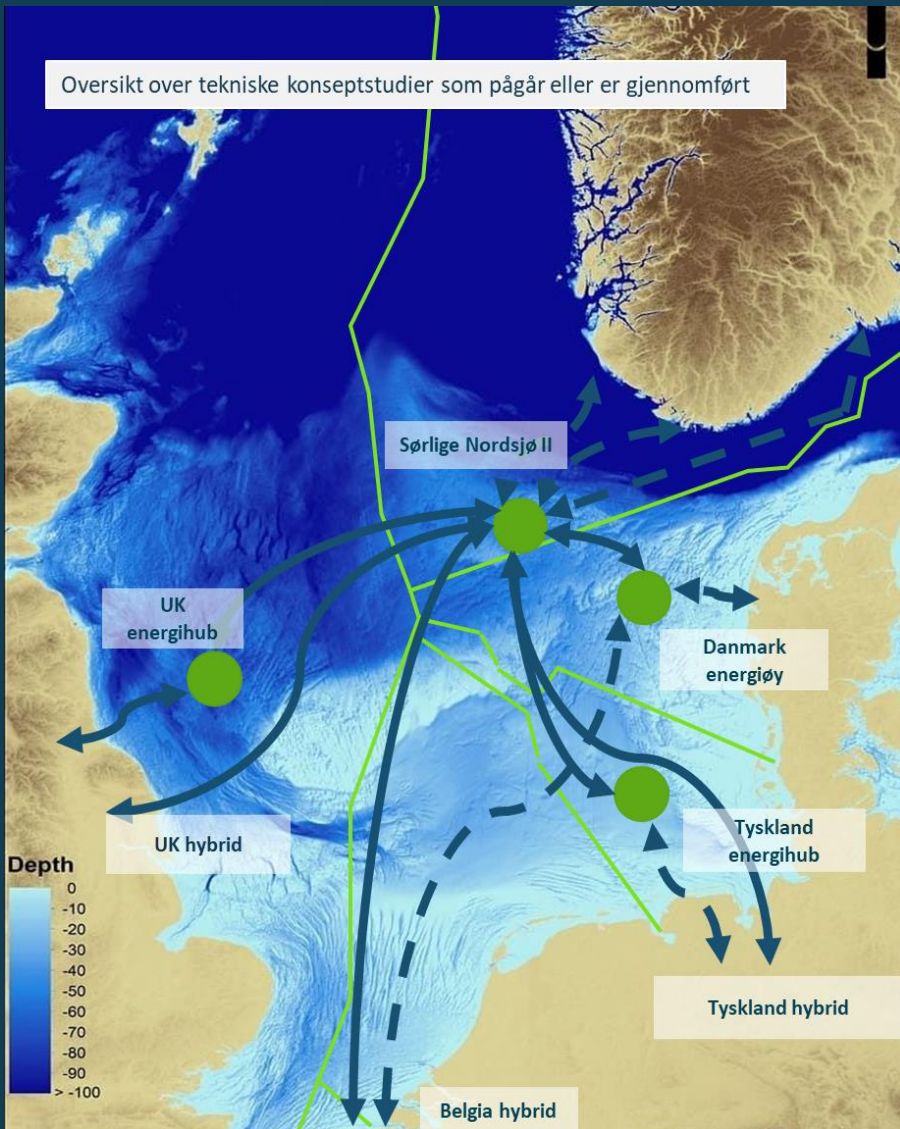 Oversikt over tekniske konseptstudier som pågår eller er gjennomført
Sørlige Nordsjø II
UK
energihub
Danmark
energiøy
UK hybrid
Tyskland
energihub
Depth
0
-10
-20
-30
-40
-50
-60
-70
-80
-90
> -100
Tyskland hybrid
Belgia hybrid